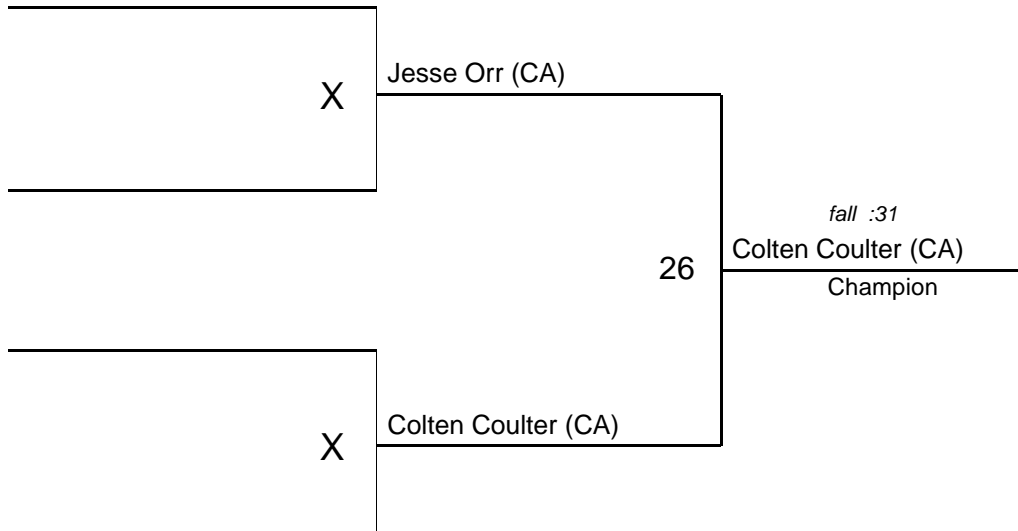 X
Jesse Orr (CA)
26
fall :31
Colten Coulter (CA)
Champion
X
Colten Coulter (CA)